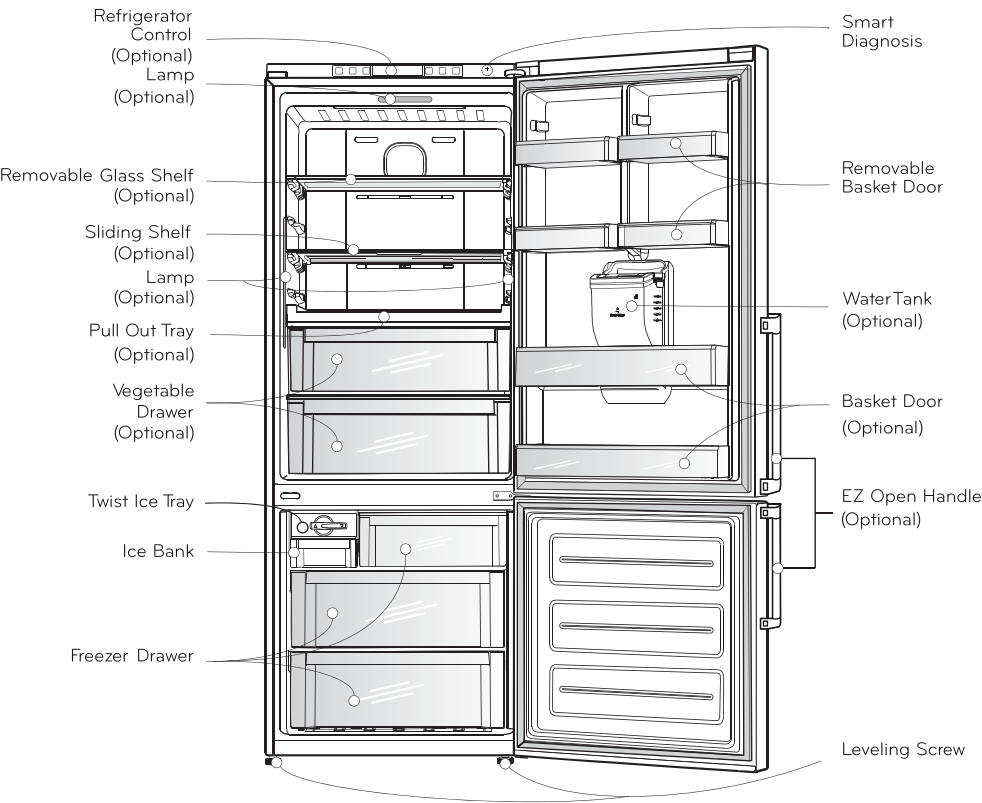 Refrigerator
Control
(Optional)
Lamp
(Optional)
Removable Glass Shelf
(Optional)
Sliding Shelf
(Optional)
Lamp
(Optional)
Pull Out Tray
(Optional)
Vegetable
Drawer
(Optional)
Twist Ice Tray
Ice Bank
Freezer Drawer
Smart
Diagnosis
Removable
Basket Door
WaterTank
(Optional)
Basket Door
(Optional)
EZ Open Handle
(Optional)
Leveling Screw